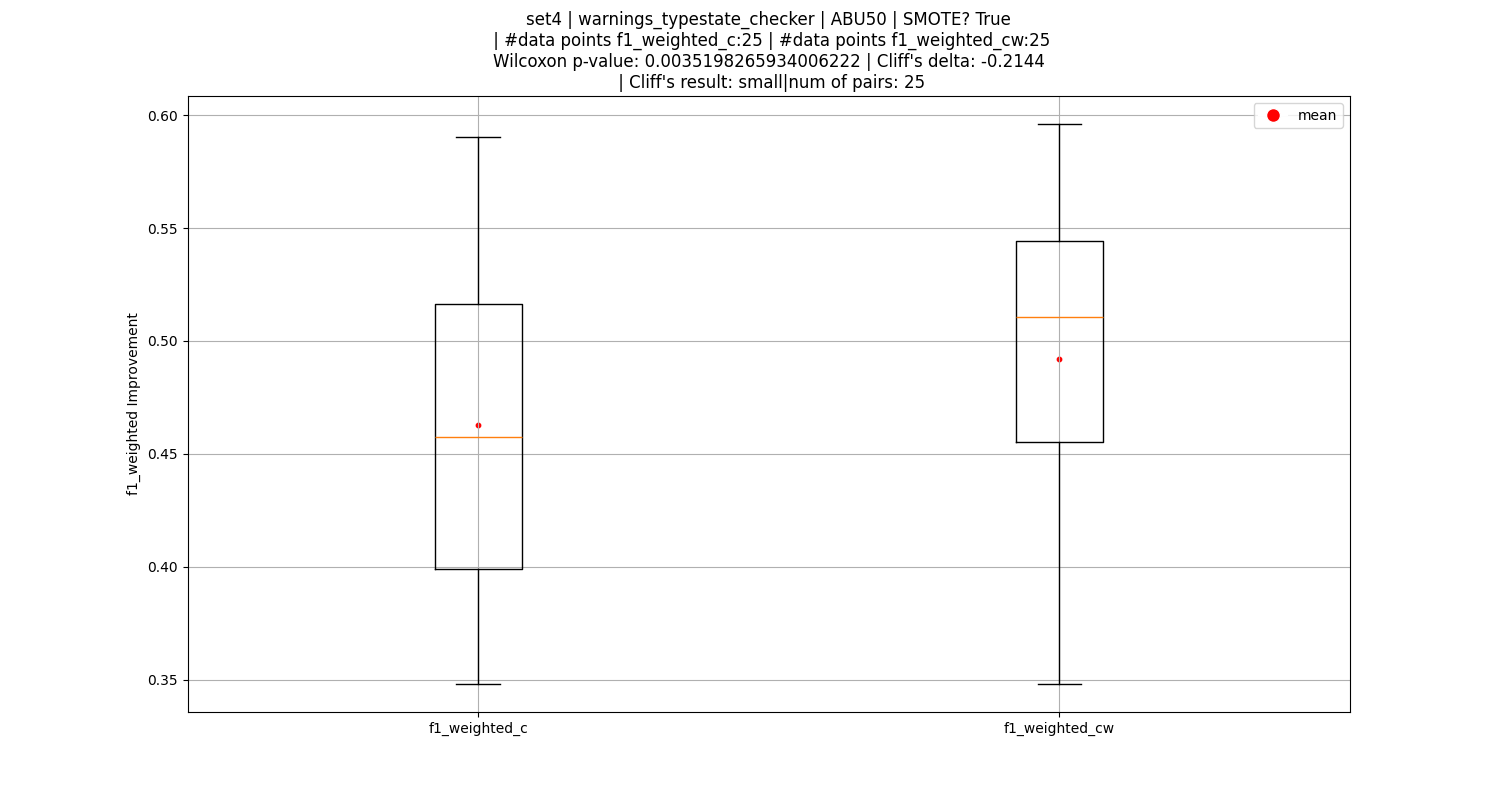 set4 | warnings_typestate_checker | ABU50 | SMOTE? True
| #data points f1_weighted_c:25 | #data points f1_weighted_cw:25
Wilcoxon p-value: 0.0035198265934006222 | Cliff's delta: -0.2144
| Cliff's result: small|num of pairs: 25
mean
0.60
0.55
0.50
0.45
0.40
0.35
f1_weighted Improvement
f1_weighted_c
f1_weighted_cw